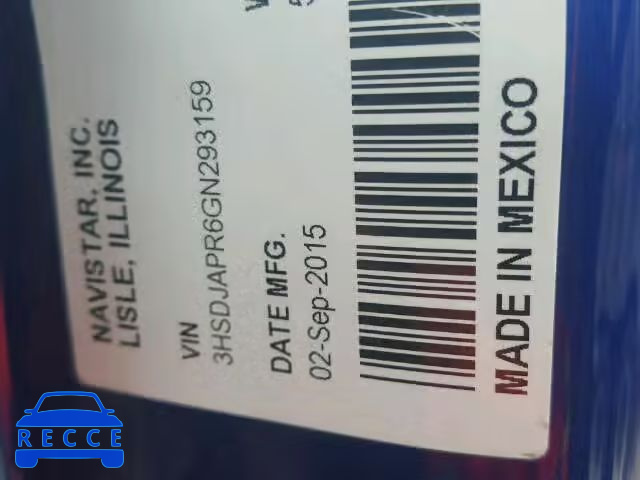 NAVISTAR, INC.
LISLE, ILLINOIS
VIN
3HSDJAPR6GN293159
DATE MFG.
02-Sep-2015
MADE IN MEXICO
RECCE